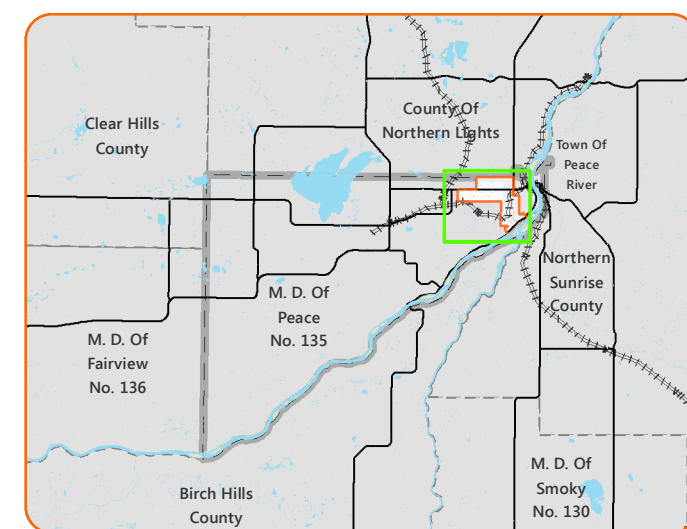 County Of
Northern Lights
Clear Hills
County
Town Of
Peace
River
Northern
Sunrise
County
M. D. Of
Peace
No. 135
M. D. Of
Fairview
No. 136
M. D. Of
Smoky
No. 130
Birch Hills
County